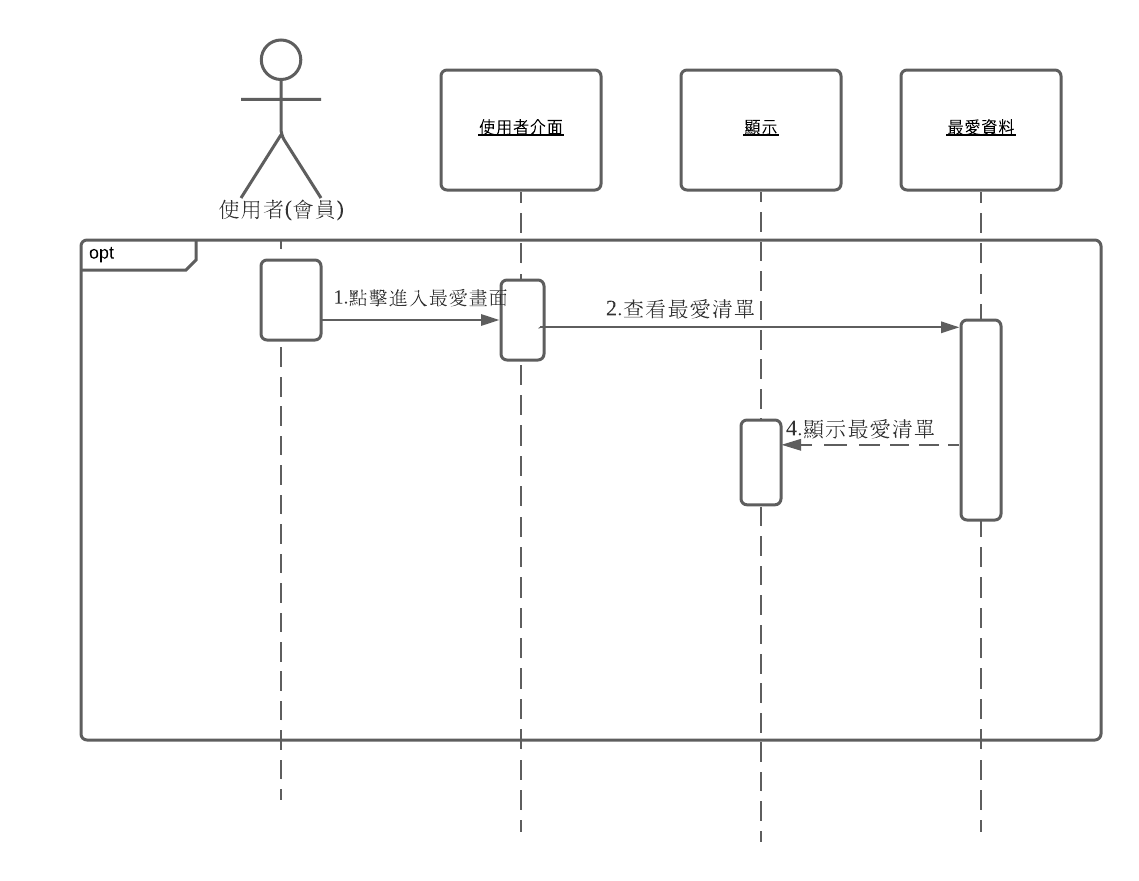 使用者介面
顯示
最愛資料
使用者(會員)
opt
1.點擊進入最愛畫面
2.查看最愛清單
4.顯示最愛清單